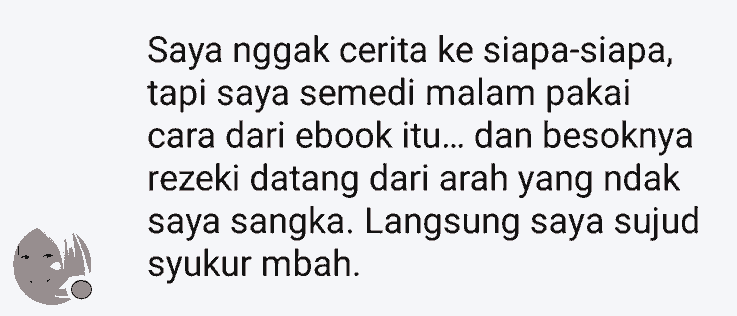 Saya nggak cerita ke siapa-siapa,
tapi saya semedi malam pakai
cara dari ebook itu... dan besoknya
rezeki datang dari arah yang ndak
saya sangka. Langsung saya sujud
syukur mbah.